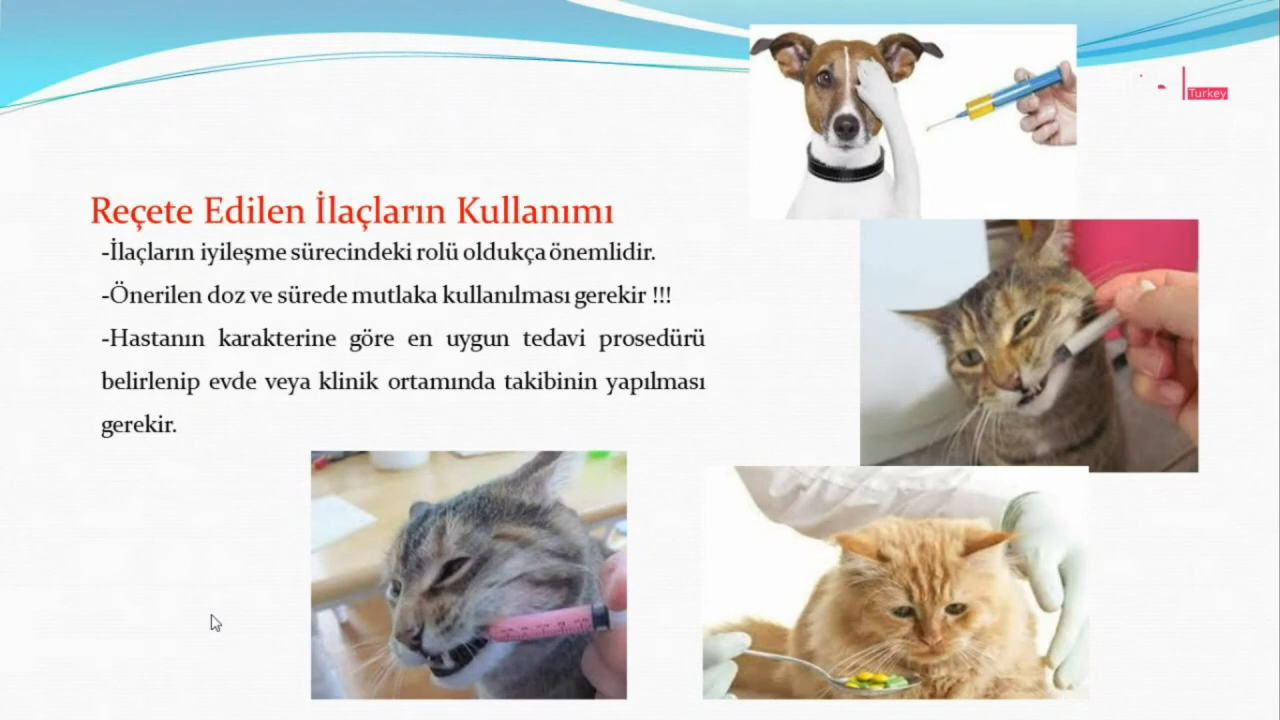 Turkey
Reçete Edilen İlaçların Kullanımı
-İlaçların iyileşme sürecindeki rolü oldukça önemlidir.
-Önerilen doz ve sürede mutlaka kullanılması gerekir !!!
-Hastanın karakterine göre en uygun tedavi prosedürü
belirlenip evde veya klinik ortamında takibinin yapılması
gerekir.